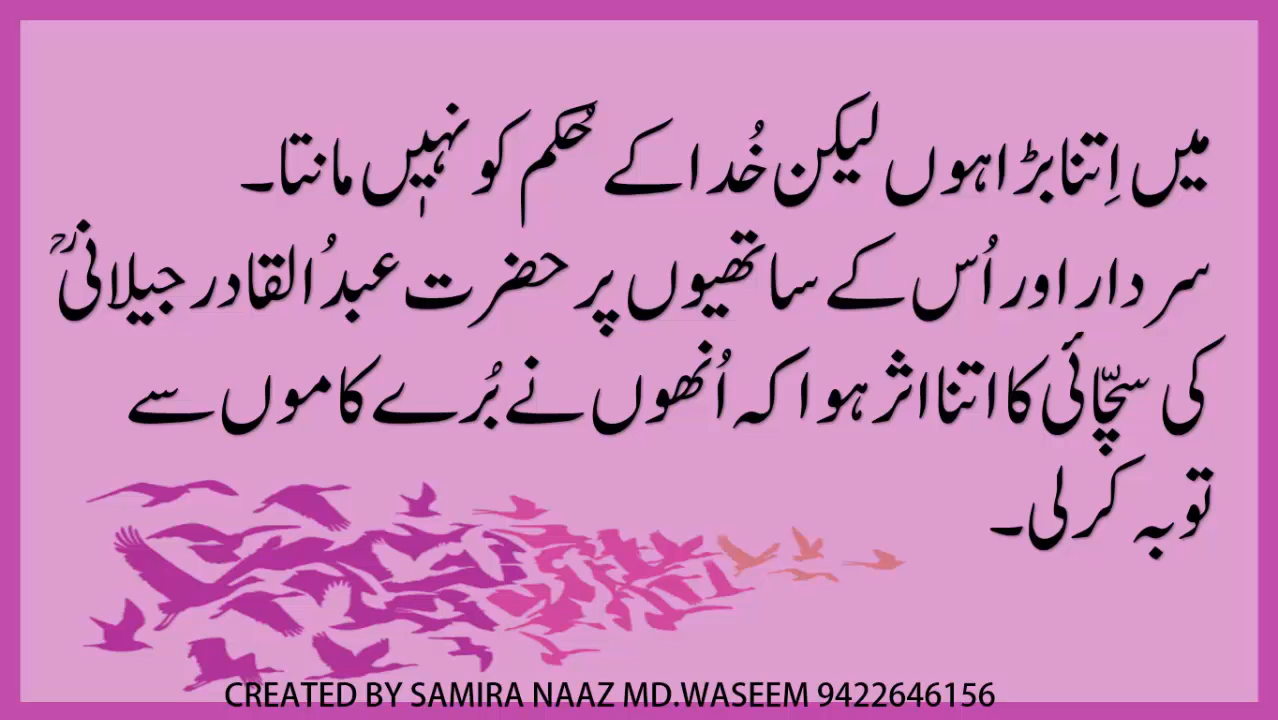 میں اِتنا بڑا ہوں لیکن خُدا کے حُکم کو نہیں مانتا۔
سردار اور اُس کے ساتھیوں پر حضرت عبدُ القادر جیلانیؒ
کی سچّائی کا اتنا اثر ہوا کہ اُنھوں نے بُرے کاموں سے
توبہ کر لی۔
CREATED BY SAMIRA NAAZ MD.WASEEM 9422646156